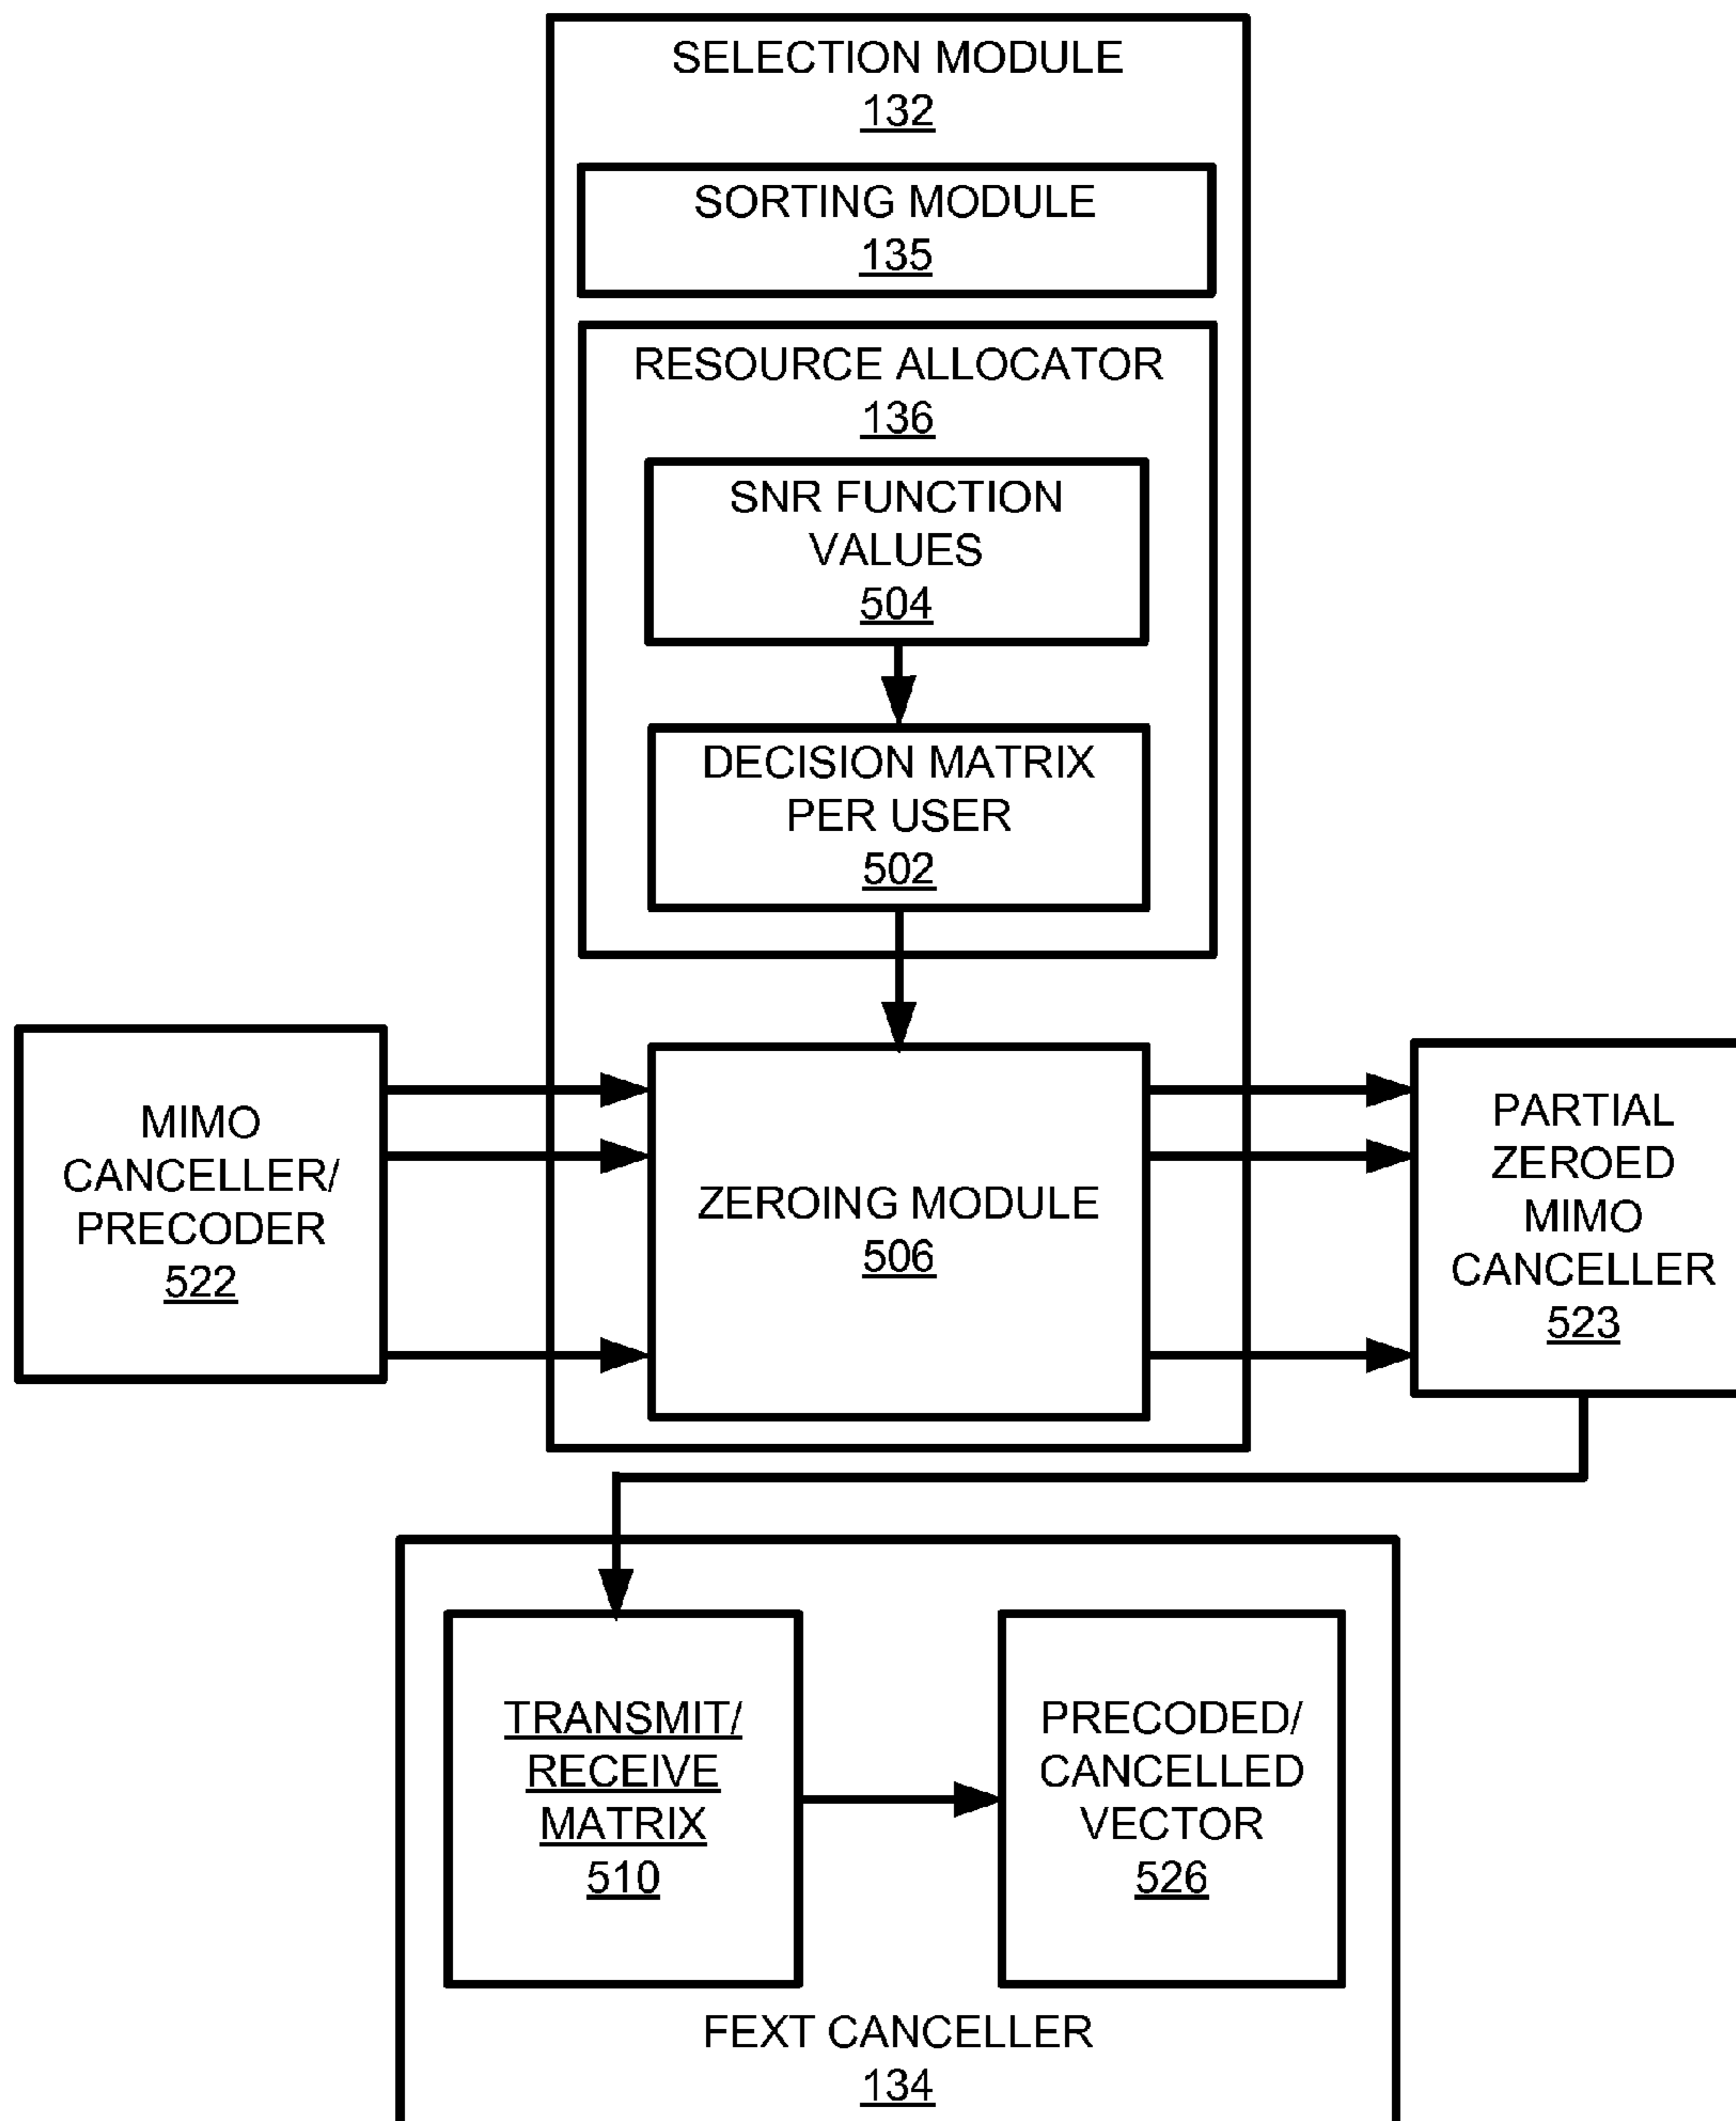 SELECTION MODULE
132
SORTING MODULE
135
RESOURCE ALLOCATOR
136
SNR FUNCTION
VALUES
504
DECISION MATRIX
PER USER
502
MIMO
CANCELLER/
PRECODER
522
ZEROING MODULE
506
PARTIAL
ZEROED
MIMO
CANCELLER
523
TRANSMIT/
RECEIVE
MATRIX
510
PRECODED/
CANCELLED
VECTOR
526
FEXT CANCELLER
134